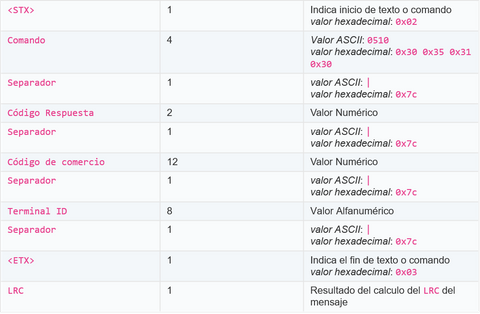 <STX> 1 Indica inicio de texto o comando
valor hexadecimal: 0x02
Comando 4 Valor ASCII: 0510
valor hexadecimal: 0x30 0x35 0x31
0x30
Separador 1 valor ASCII: |
valor hexadecimal: 0x7c
Código Respuesta 2 Valor Numérico
Separador 1 valor ASCII: |
valor hexadecimal: 0x7c
Código de comercio 12 Valor Numérico
Separador 1 valor ASCII: |
valor hexadecimal: 0x7c
Terminal ID 8 Valor Alfanumérico
Separador 1 valor ASCII: |
valor hexadecimal: 0x7c
<ETX> 1 Indica el fin de texto o comando
valor hexadecimal: 0x03
LRC 1 Resultado del calculo del LRC del
mensaje